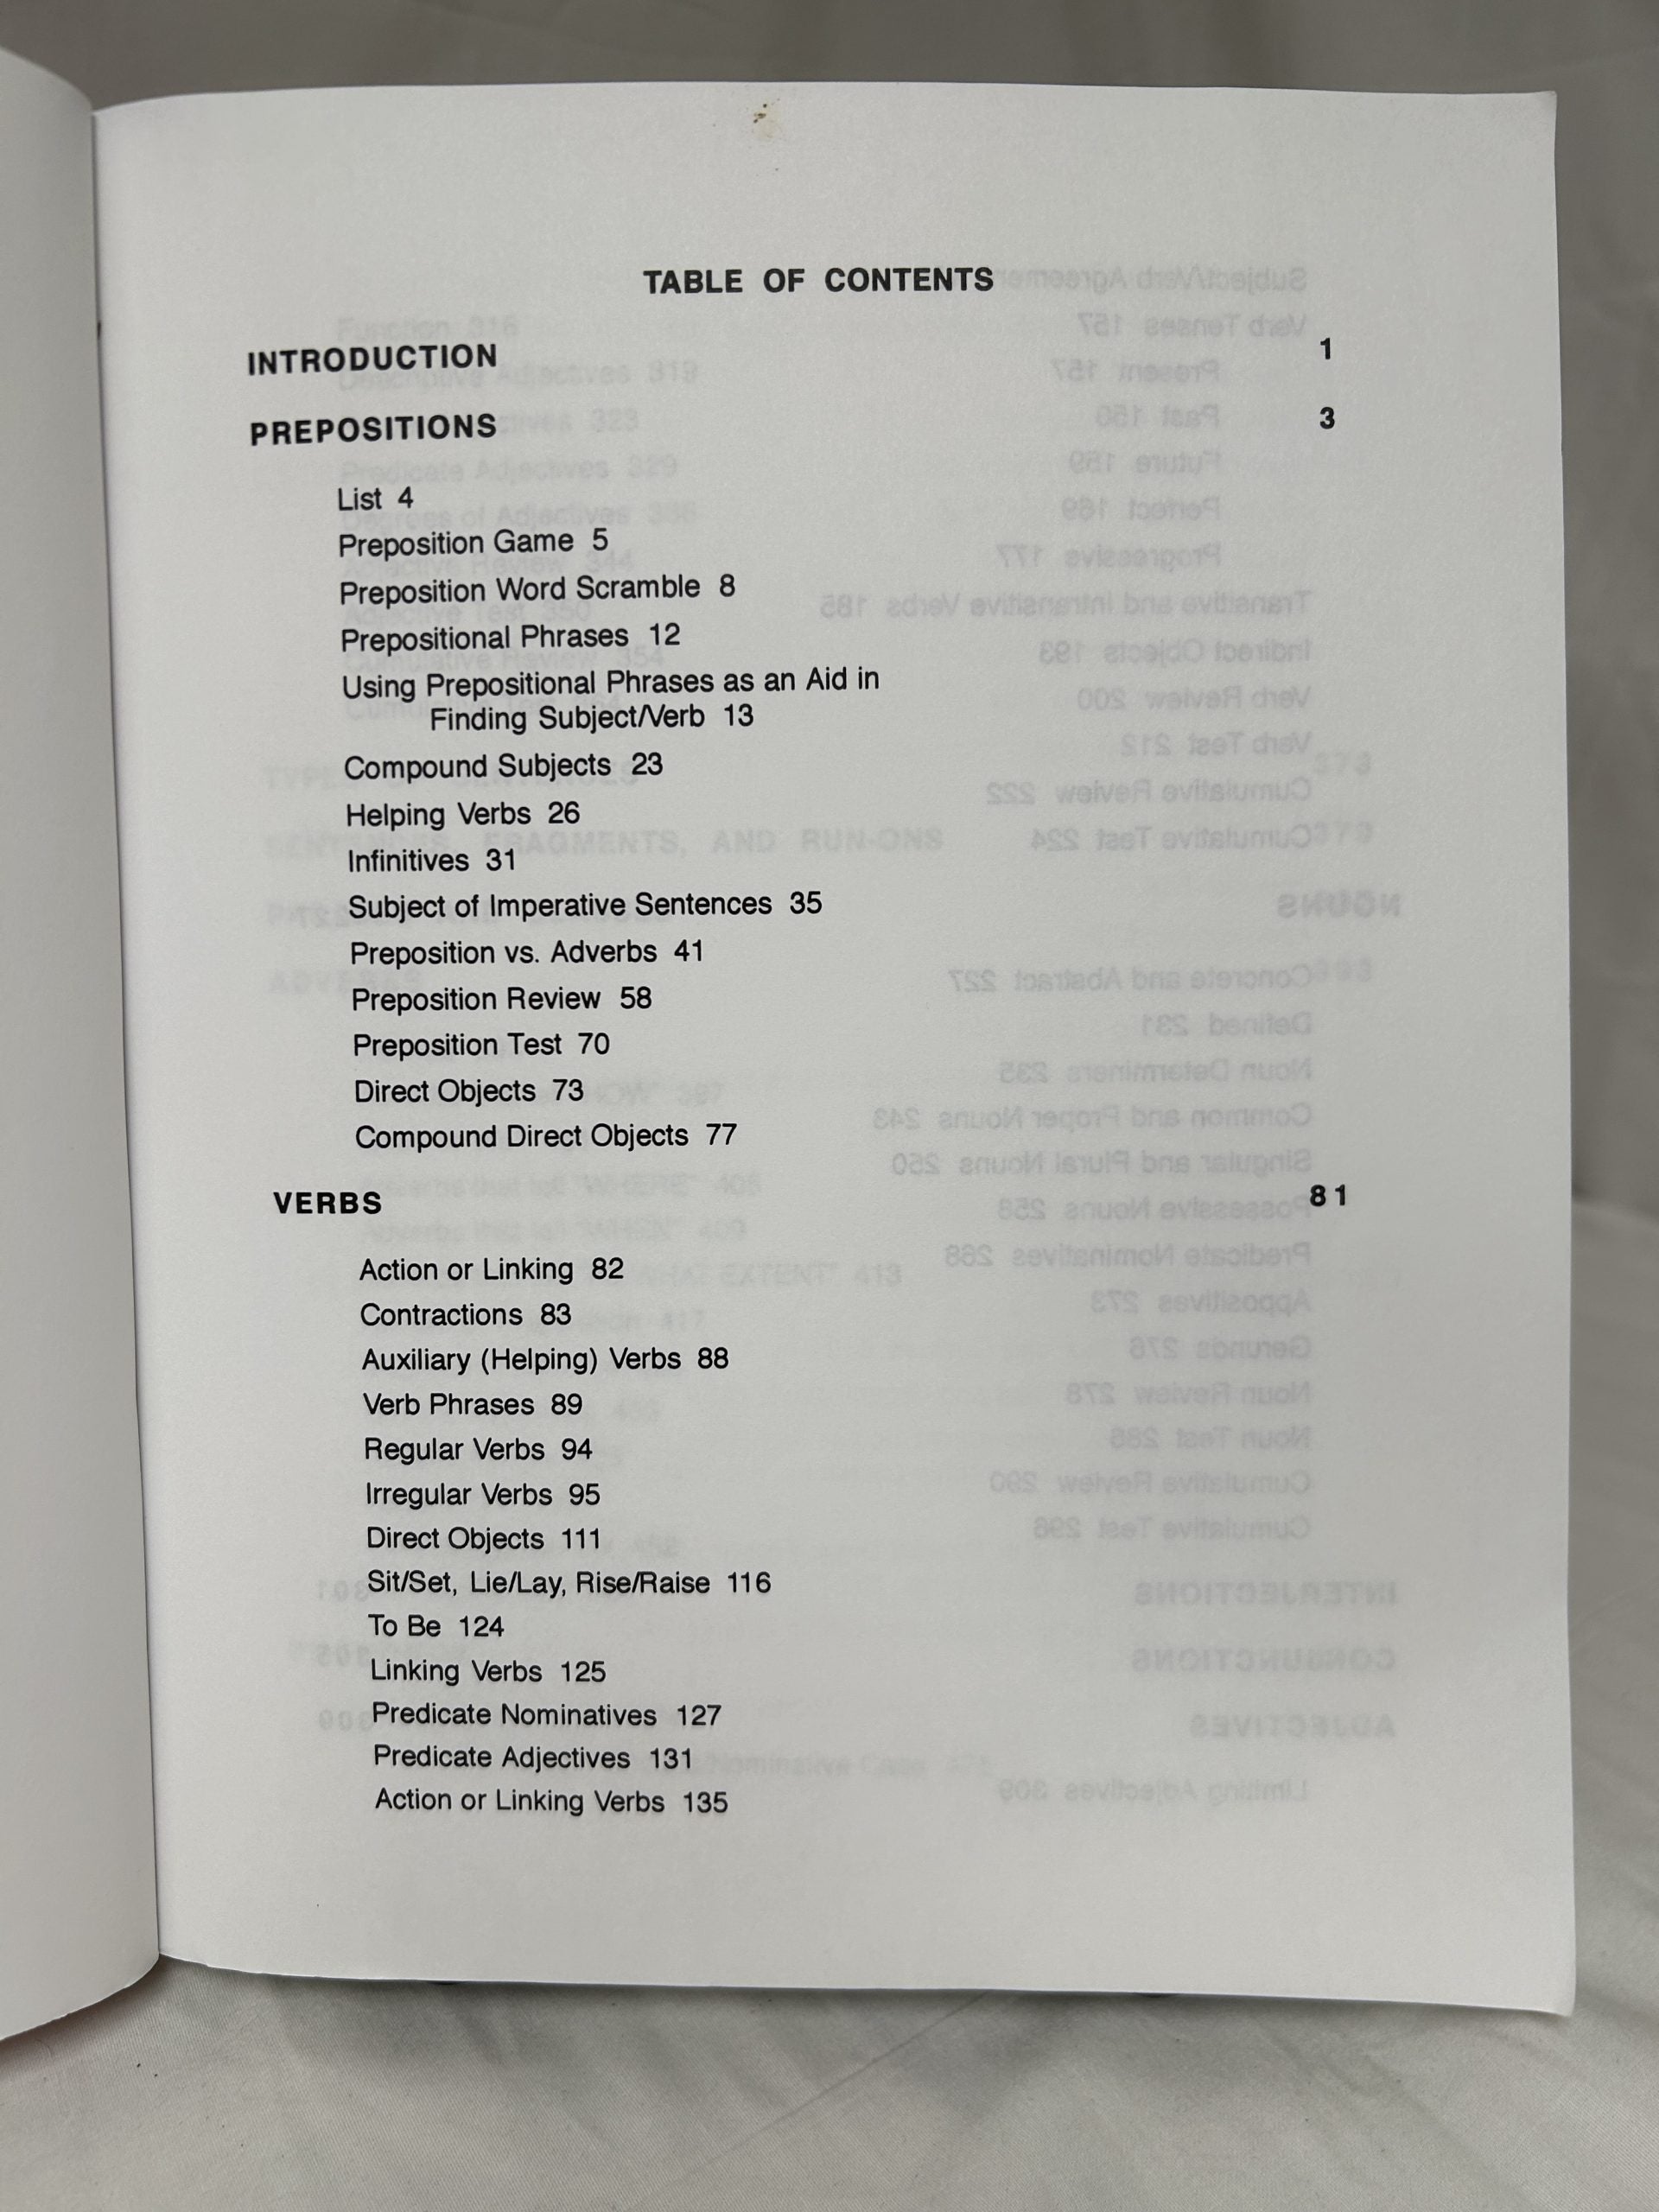 TABLE OF CONTENTS
INTRODUCTION 1
PREPOSITIONS 3
List 4
Preposition Game 5
Preposition Word Scramble 8
Prepositional Phrases 12
Using Prepositional Phrases as an Aid in
Finding Subject/Verb 13
Compound Subjects 23
Helping Verbs 26
Infinitives 31
Subject of Imperative Sentences 35
Preposition vs. Adverbs 41
Preposition Review 58
Preposition Test 70
Direct Objects 73
Compound Direct Objects 77
VERBS 81
Action or Linking 82
Contractions 83
Auxiliary (Helping) Verbs 88
Verb Phrases 89
Regular Verbs 94
Irregular Verbs 95
Direct Objects 111
Sit/Set, Lie/Lay, Rise/Raise 116
To Be 124
Linking Verbs 125
Predicate Nominatives 127
Predicate Adjectives 131
Action or Linking Verbs 135